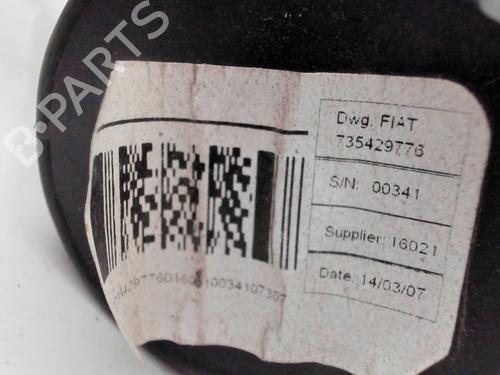 B-PARTS
Dwg. FIAT
735429776
S/N: 00341
Supplier: 16021
Date: 14/03/07